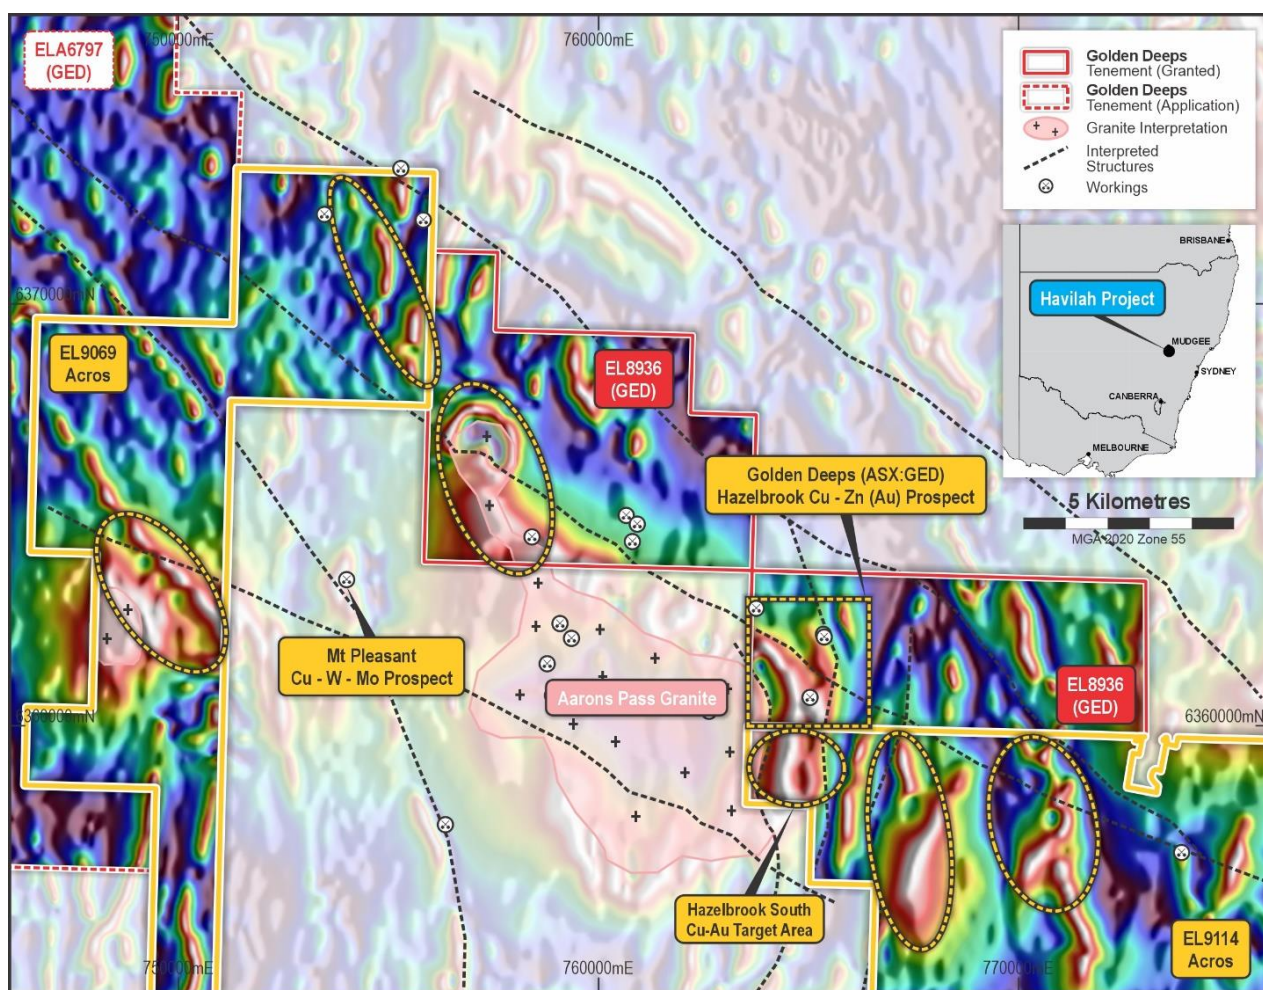 750000mE
760000mE
ELA6797
(GED)
Golden Deeps
Tenement (Granted)
Golden Deeps
Tenement (Application)
Granite Interpretation
Interpreted
Structures
Workings
BRISBANE
Havilah Project
MUDGEE
SYDNEY
CANBERRA
MELBOURNE
6370000mN
EL9069
Acros
EL8936
(GED)
Golden Deeps (ASX:GED)
Hazelbrook Cu - Zn (Au) Prospect
5 Kilometres
MGA 2020 Zone 55
Mt Pleasant
Cu - W - Mo Prospect
Aarons Pass Granite
EL8936
(GED)
6360000mN
6360000mN
Hazelbrook South
Cu-Au Target Area
EL9114
Acros
750000mE
760000mE
770000mE